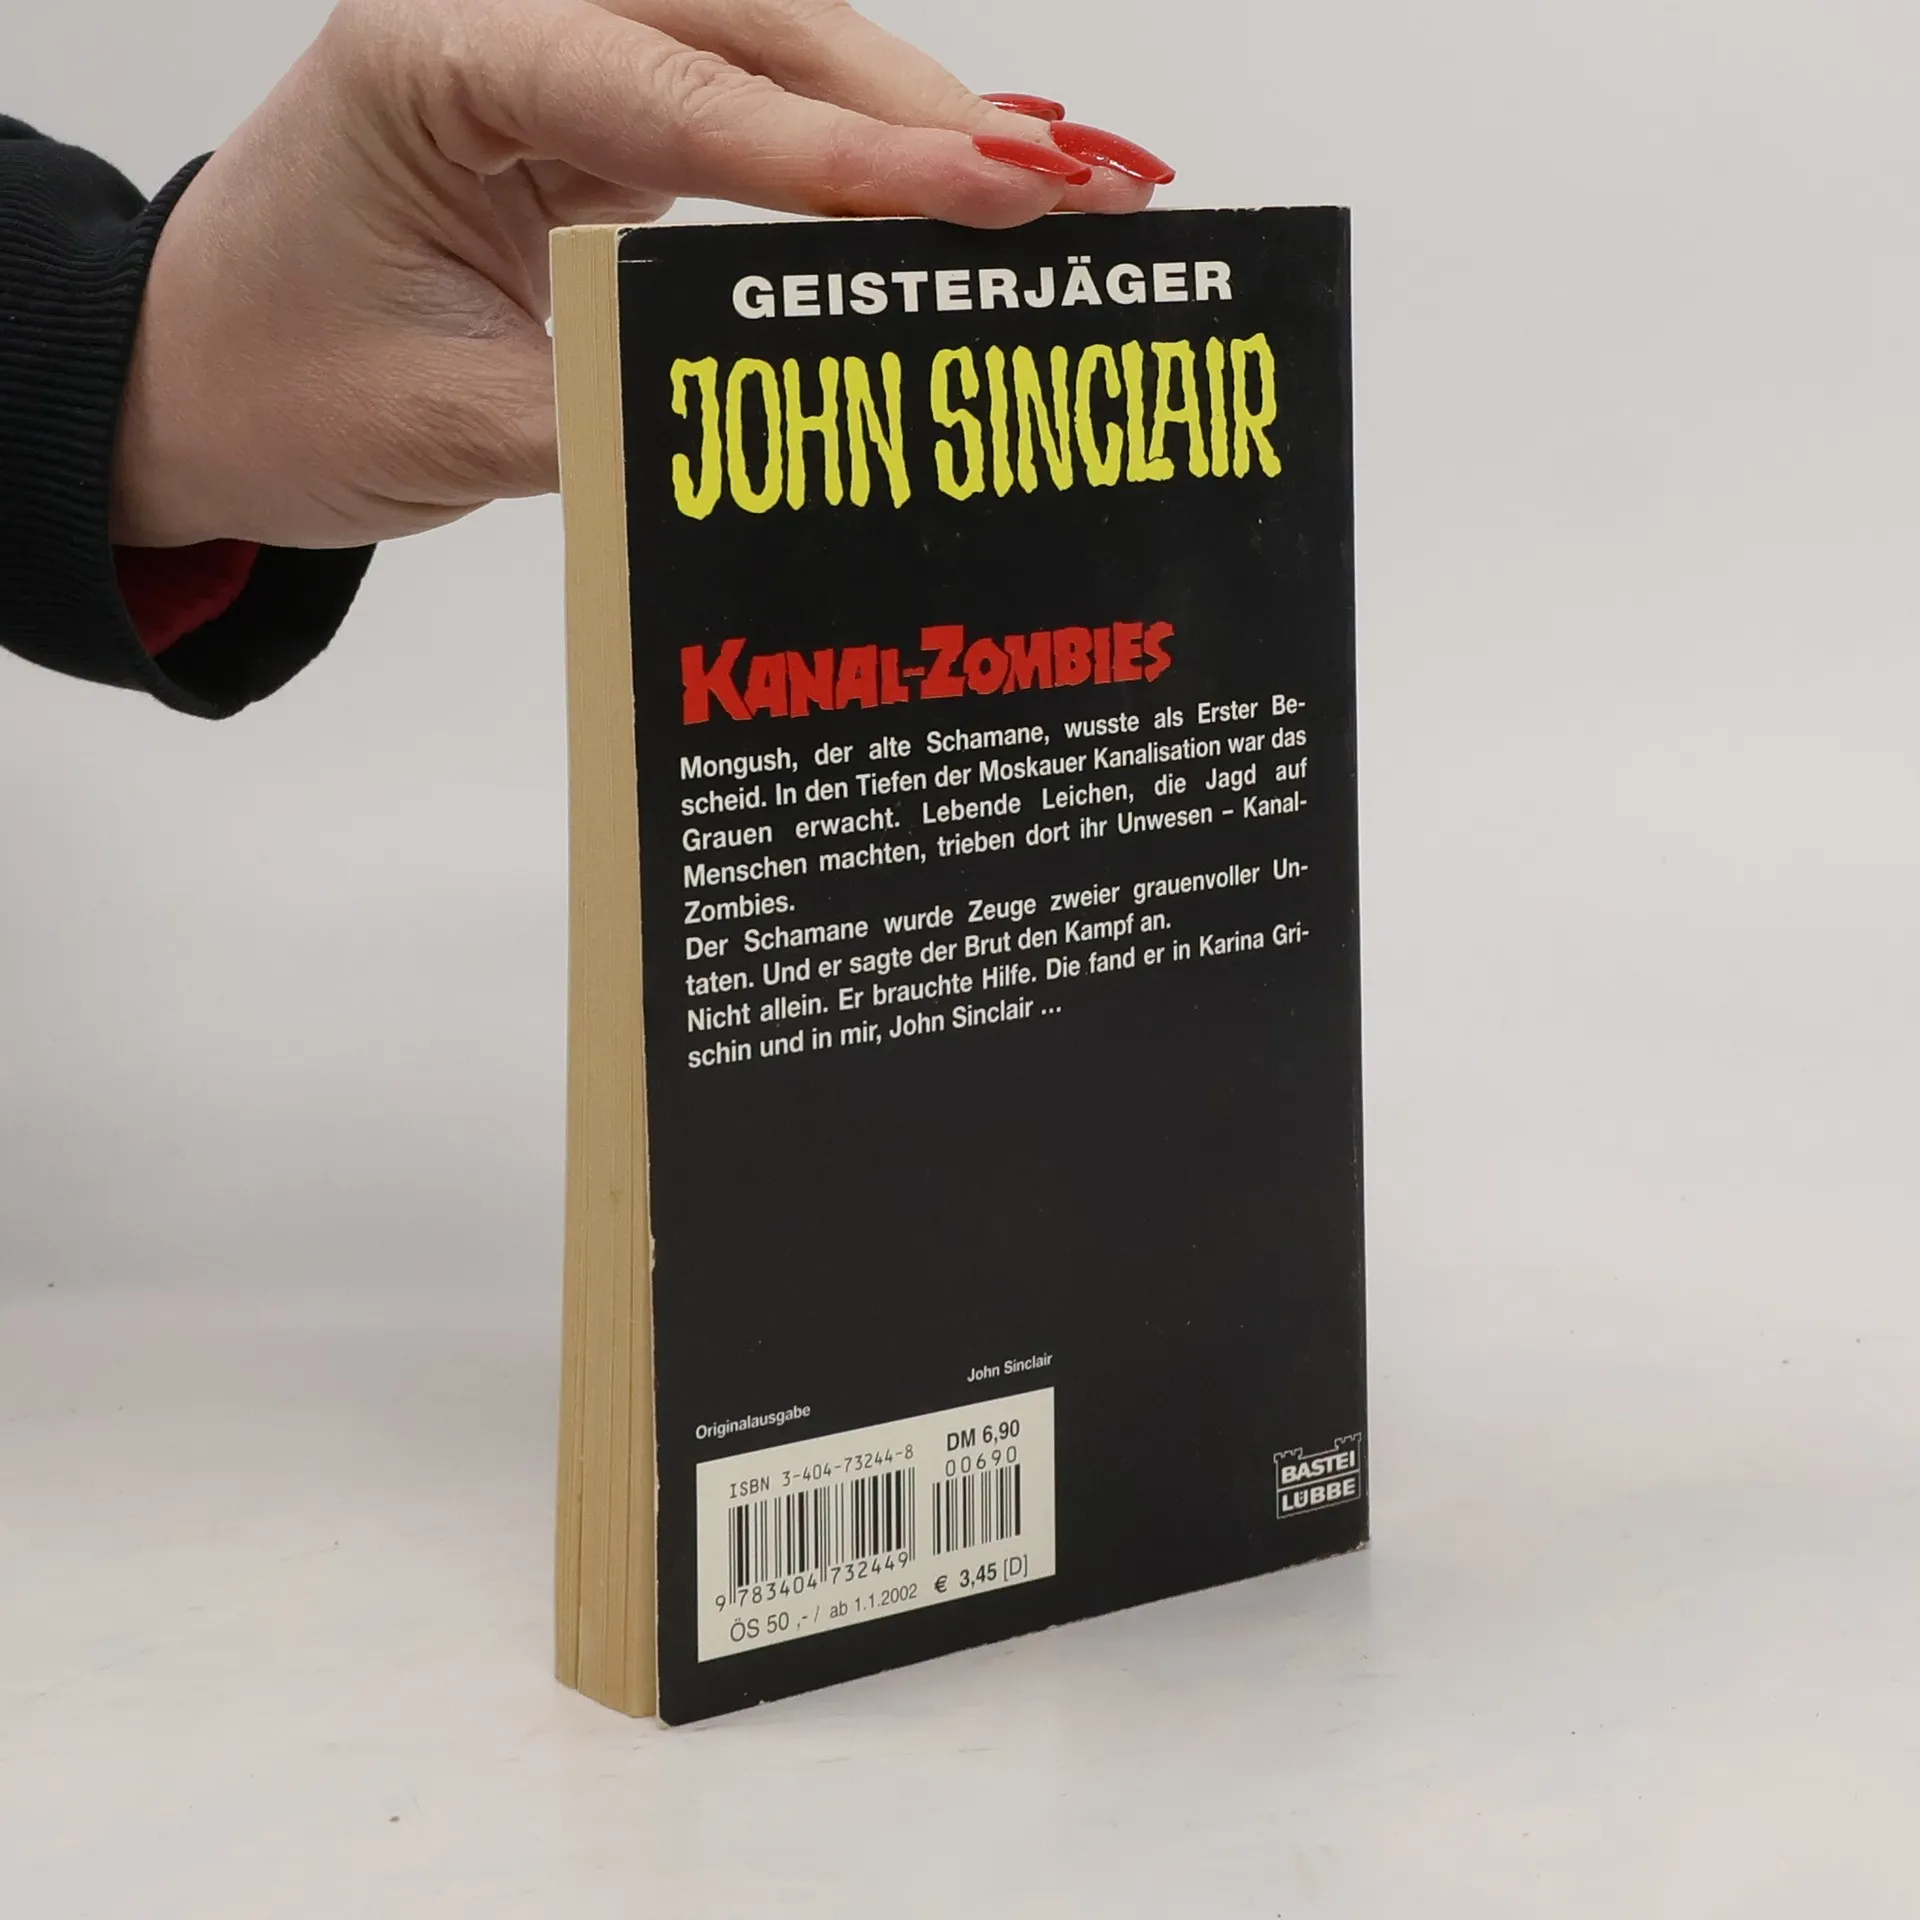 GEISTERJÄGER
JOHN SINCLAIR
KANAL-ZOMBIES
Mongush, der alte Schamane, wusste als Erster Be-
scheid. In den Tiefen der Moskauer Kanalisation war das
Grauen erwacht. Lebende Leichen, die Jagd auf
Menschen machten, trieben dort ihr Unwesen – Kanal-
Zombies.
Der Schamane wurde Zeuge zweier grauenvoller Un-
taten. Und er sagte der Brut den Kampf an.
Nicht allein. Er brauchte Hilfe. Die fand er in Karina Gri-
schin und in mir, John Sinclair ...
Originalausgabe
John Sinclair
ISBN 3-404-73244-8
DM 6,90
00690
9 783404 732449
ÖS 50 ,- / ab 1.1.2002 € 3,45 [D]
BASTEI
LÜBBE